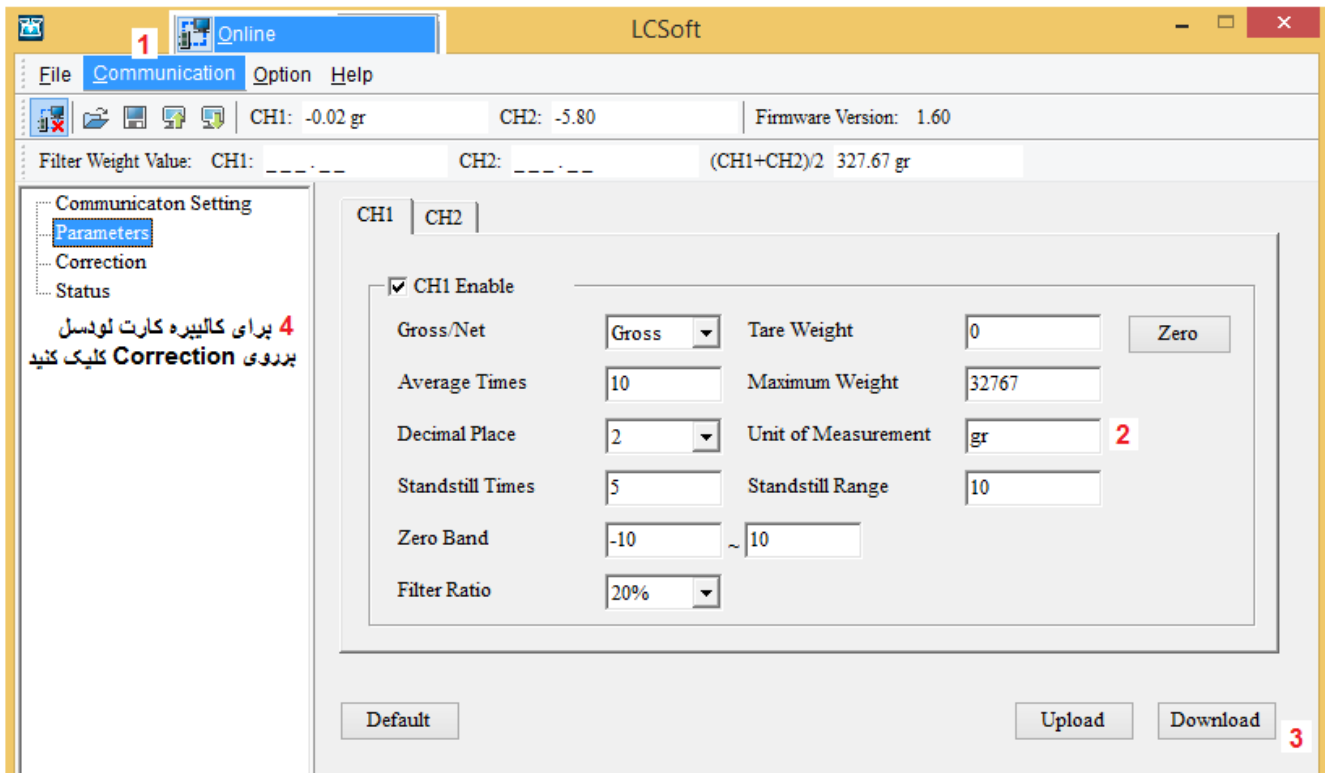 Online
LCSoft
1
File Communication Option Help
CH1: -0.02 gr CH2: -5.80 Firmware Version: 1.60
Filter Weight Value: CH1: _ _ _ . _ _ CH2: _ _ _ . _ _ (CH1+CH2)/2 327.67 gr
Communicaton Setting
Parameters
Correction
Status
4 برای کالیبره کارت لودسل
برروی Correction کلیک کنید
CH1 CH2
CH1 Enable
Gross/Net Gross Tare Weight 0 Zero
Average Times 10 Maximum Weight 32767
Decimal Place 2 Unit of Measurement gr 2
Standstill Times 5 Standstill Range 10
Zero Band -10 ~ 10
Filter Ratio 20%
Default Upload Download 3